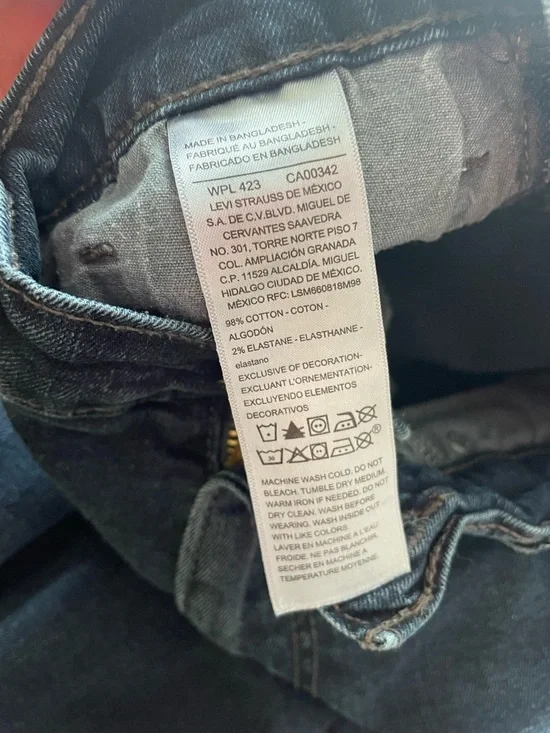 MADE IN BANGLADESH -
FABRIQUÉ AU BANGLADESH -
FABRICADO EN BANGLADESH
WPL 423 CA00342
LEVI STRAUSS DE MÉXICO
S.A. DE C.V.BLVD. MIGUEL DE
CERVANTES SAAVEDRA
NO. 301, TORRE NORTE PISO 7
COL. AMPLIACIÓN GRANADA
C.P. 11529 ALCALDÍA. MIGUEL
HIDALGO CIUDAD DE MÉXICO.
MÉXICO RFC: LSM660818M98
98% COTTON - COTON -
ALGODÓN
2% ELASTANE - ELASTHANNE -
elastano
EXCLUSIVE OF DECORATION-
EXCLUANT L'ORNEMENTATION-
EXCLUYENDO ELEMENTOS
DECORATIVOS
30 ®
MACHINE WASH COLD. DO NOT
BLEACH. TUMBLE DRY MEDIUM.
WARM IRON IF NEEDED. DO NOT
DRY CLEAN. WASH BEFORE
WEARING. WASH INSIDE OUT
WITH LIKE COLORS.
LAVER EN MACHINE À L'EAU
FROIDE. NE PAS BLANCHIR.
SECHER EN MACHINE A
TEMPERATURE MOYENNE.